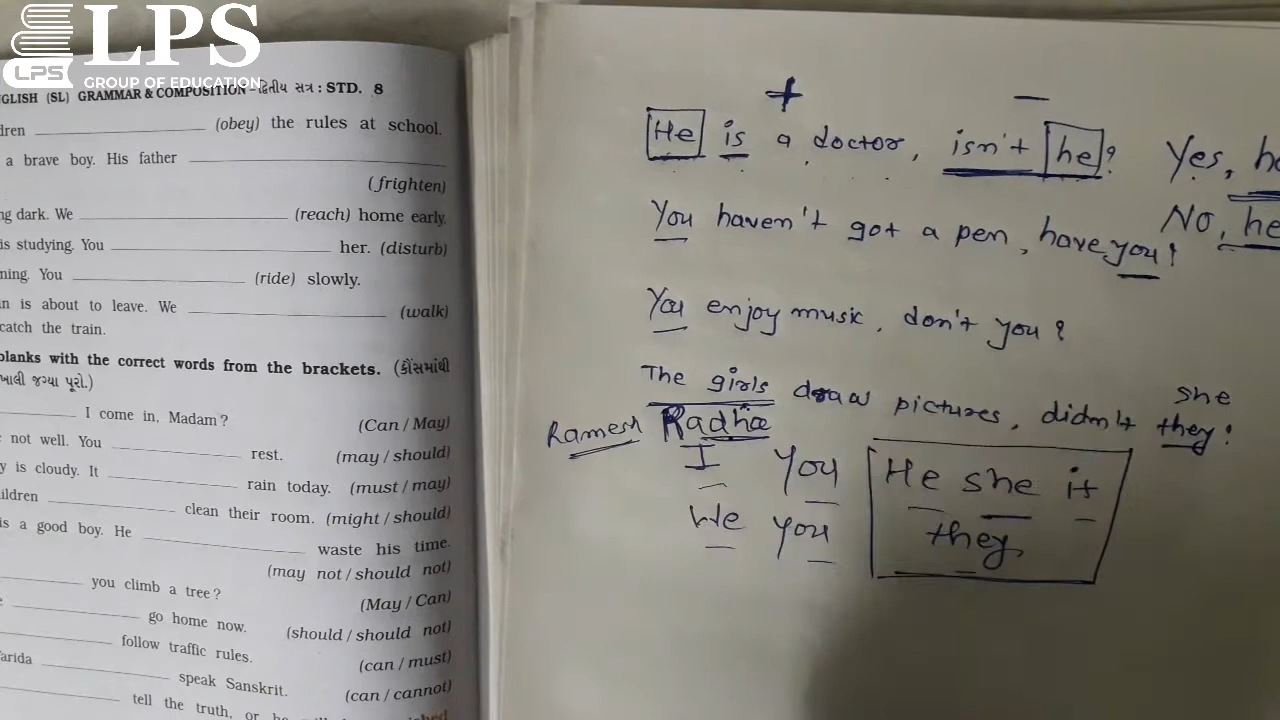 LPS
LPS
GROUP OF EDUCATION
GRAMMAR & COMPOSITION - દ્વિતીય સત્ર : STD. 8
(SL)
(obey) the rules at school.
a brave boy. His father
(frighten)
dark. We (reach) home early.
is studying. You her. (disturb)
You (ride) slowly.
is about to leave. We (walk)
catch the train.
blanks with the correct words from the brackets. (કૌંસમાંથી
ખાલી જગ્યા પૂરો.)
I come in, Madam? (Can / May)
not well. You rest. (may / should)
is cloudy. It rain today. (must / may)
clean their room. (might / should)
is a good boy. He waste his time.
(may not / should not)
you climb a tree? (May / Can)
go home now. (should / should not)
follow traffic rules. (can / must)
speak Sanskrit. (can / cannot)
tell the truth, or he
+ −
He is a doctor, isn't he? Yes,
You haven't got a pen, have you? No, he
You enjoy music, don't you?
The girls draw pictures, didn't they?
she
Ramesh Radha
I You He she it
We you they